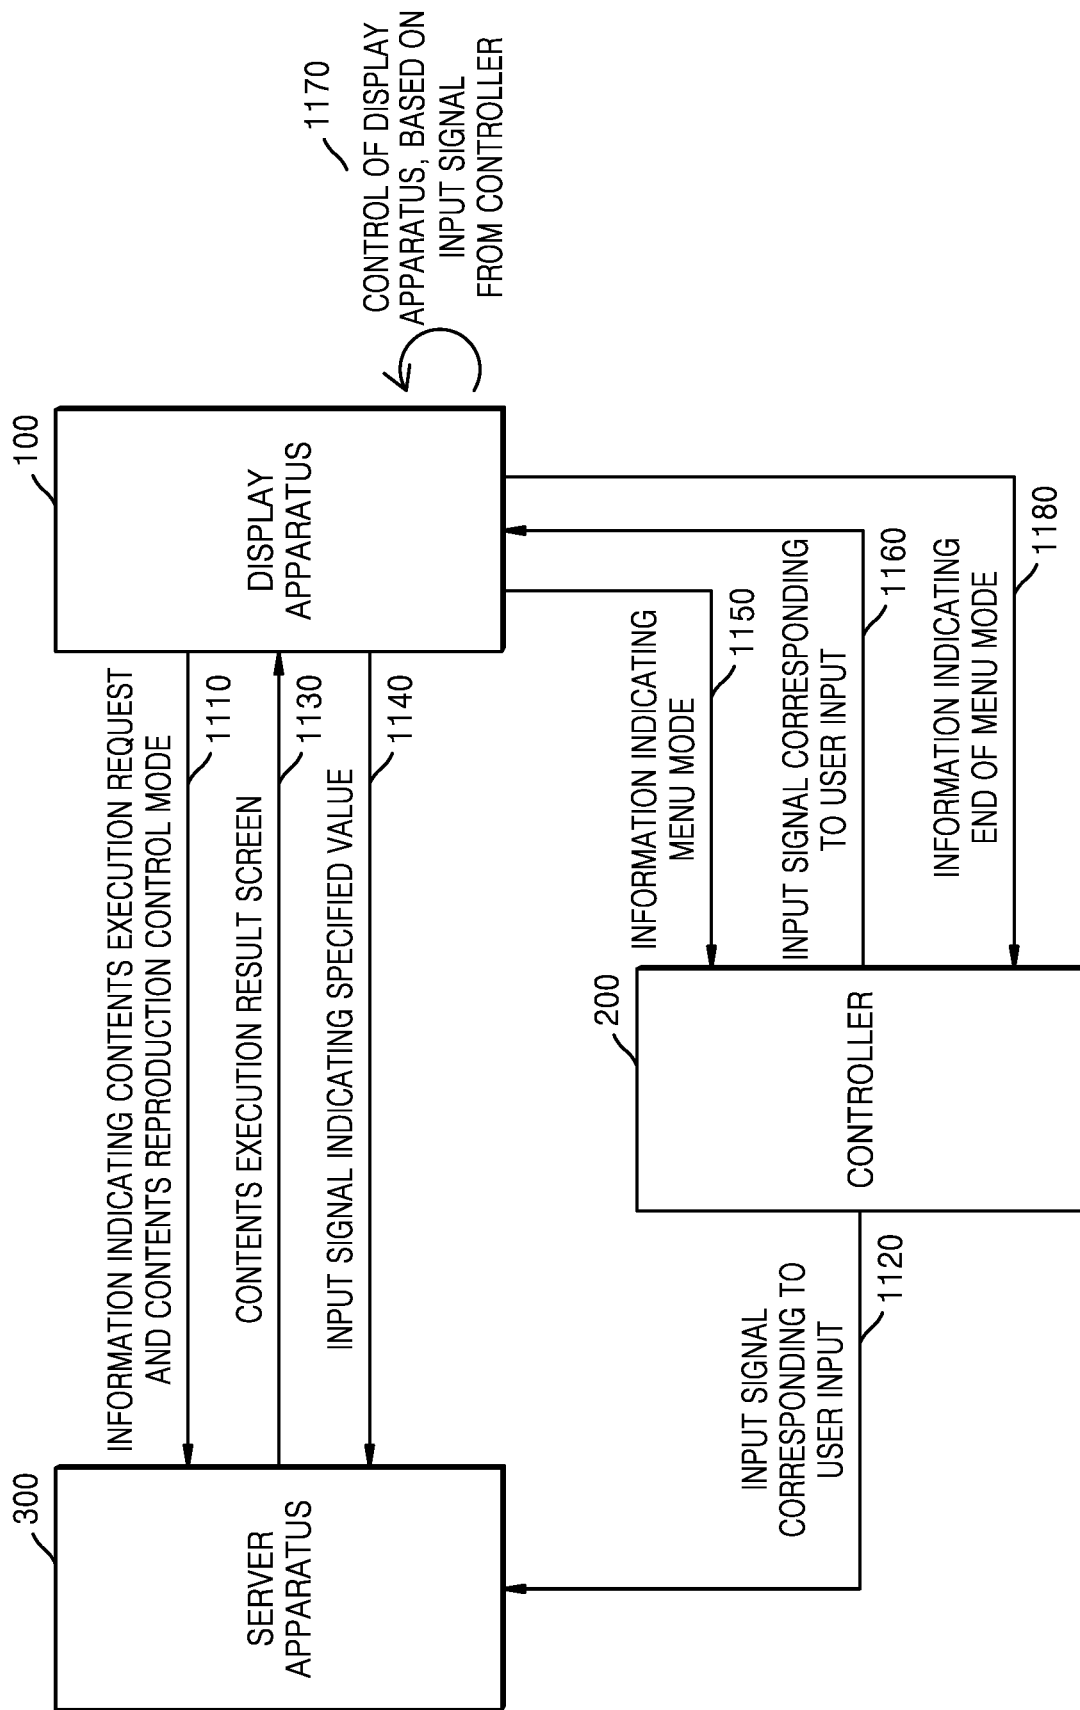 300
SERVER
APPARATUS
INFORMATION INDICATING CONTENTS EXECUTION REQUEST
AND CONTENTS REPRODUCTION CONTROL MODE
1110
CONTENTS EXECUTION RESULT SCREEN
1130
INPUT SIGNAL INDICATING SPECIFIED VALUE
1140
100
DISPLAY
APPARATUS
1170
CONTROL OF DISPLAY
APPARATUS, BASED ON
INPUT SIGNAL
FROM CONTROLLER
INFORMATION INDICATING
MENU MODE
1150
INPUT SIGNAL CORRESPONDING
TO USER INPUT
1160
INFORMATION INDICATING
END OF MENU MODE
1180
200
CONTROLLER
INPUT SIGNAL
CORRESPONDING TO
USER INPUT
1120